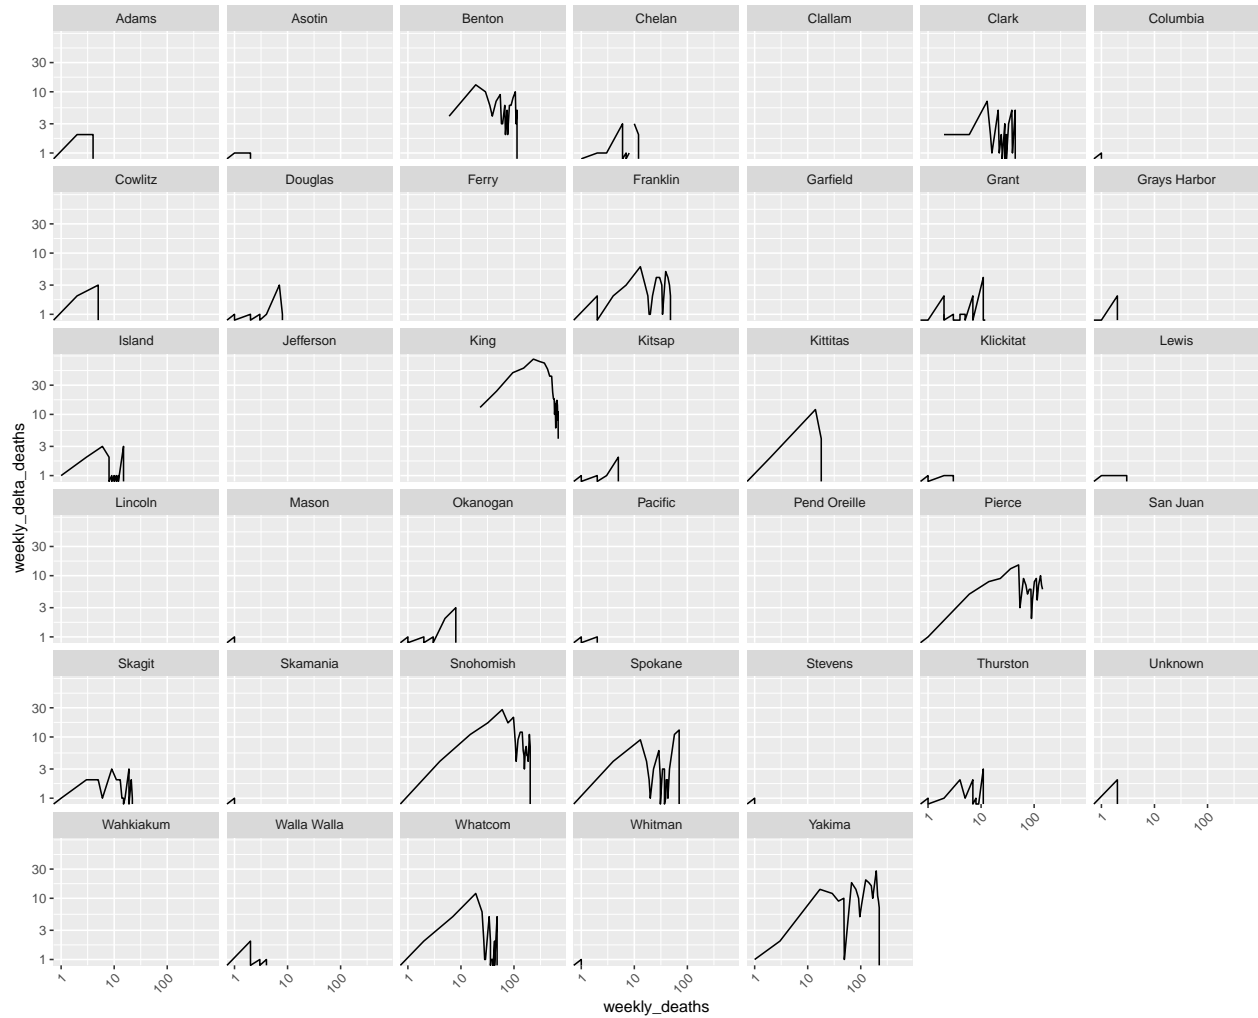 Adams Asotin Benton Chelan Clallam Clark Columbia
30
10
3
1
Cowlitz Douglas Ferry Franklin Garfield Grant Grays Harbor
30
10
3
1
Island Jefferson King Kitsap Kittitas Klickitat Lewis
30
10
3
1
weekly_delta_deaths
Lincoln Mason Okanogan Pacific Pend Oreille Pierce San Juan
30
10
3
1
Skagit Skamania Snohomish Spokane Stevens Thurston Unknown
30
10
3
1
1 10 100 1 10 100
Wahkiakum Walla Walla Whatcom Whitman Yakima
30
10
3
1
1 10 100 1 10 100 1 10 100 1 10 100 1 10 100
weekly_deaths